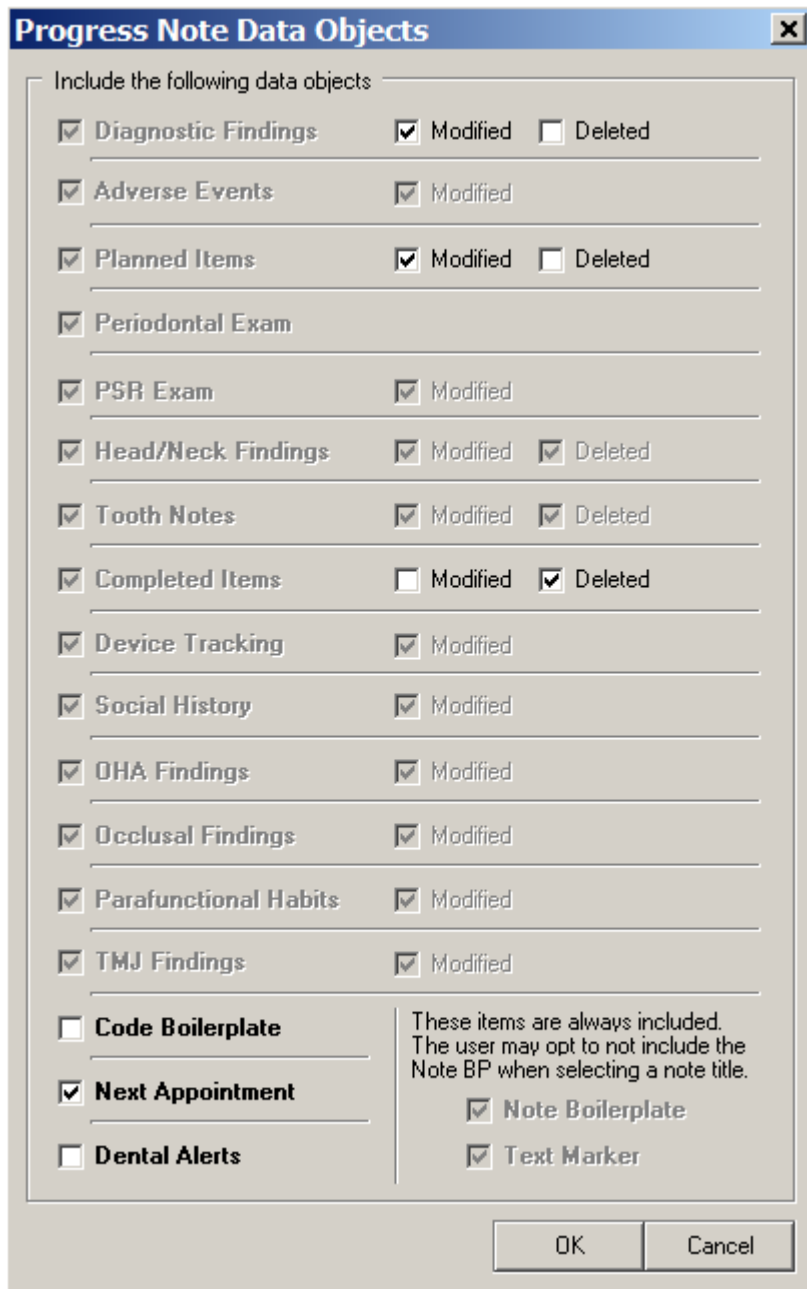 Progress Note Data Objects
Include the following data objects
Diagnostic Findings Modified Deleted
Adverse Events Modified
Planned Items Modified Deleted
Periodontal Exam
PSR Exam Modified
Head/Neck Findings Modified Deleted
Tooth Notes Modified Deleted
Completed Items Modified Deleted
Device Tracking Modified
Social History Modified
OHA Findings Modified
Occlusal Findings Modified
Parafunctional Habits Modified
TMJ Findings Modified
Code Boilerplate
Next Appointment
Dental Alerts
These items are always included.
The user may opt to not include the
Note BP when selecting a note title.
Note Boilerplate
Text Marker
OK Cancel